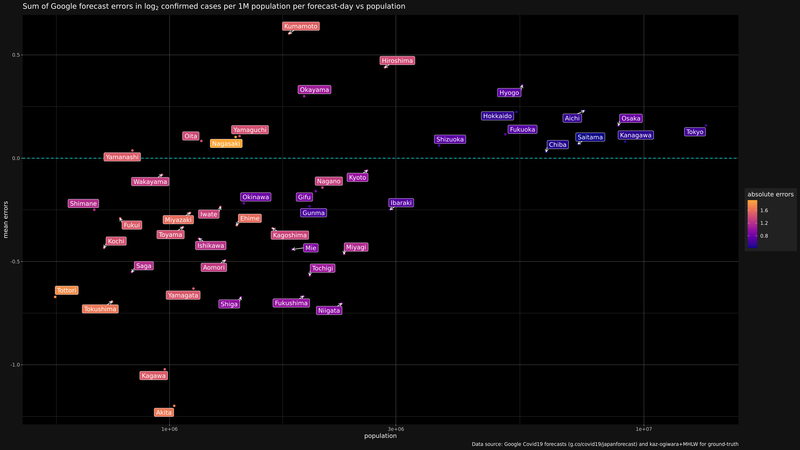 Sum of Google forecast errors in log2 confirmed cases per 1M population per forecast-day vs population
Kumamoto
0.5
Hiroshima
Okayama
Hyogo
Hokkaido
Aichi
Osaka
Fukuoka
Tokyo
Oita
Yamaguchi
Nagasaki
Shizuoka
Saitama
Kanagawa
Chiba
Yamanashi
0.0
Wakayama
Nagano
Kyoto
Shimane
Okinawa
Gifu
Gunma
Ibaraki
Fukui
Miyazaki
Iwate
Ehime
Kochi
Toyama
Ishikawa
Kagoshima
Mie
Miyagi
absolute errors
1.6
1.2
0.8
mean errors
-0.5
Saga
Aomori
Tochigi
Tottori
Tokushima
Yamagata
Shiga
Fukushima
Niigata
-1.0
Kagawa
Akita
1e+06
3e+06
1e+07
population
Data source: Google Covid19 forecasts (g.co/covid19/japanforecast) and kaz-ogiwara+MHLW for ground-truth